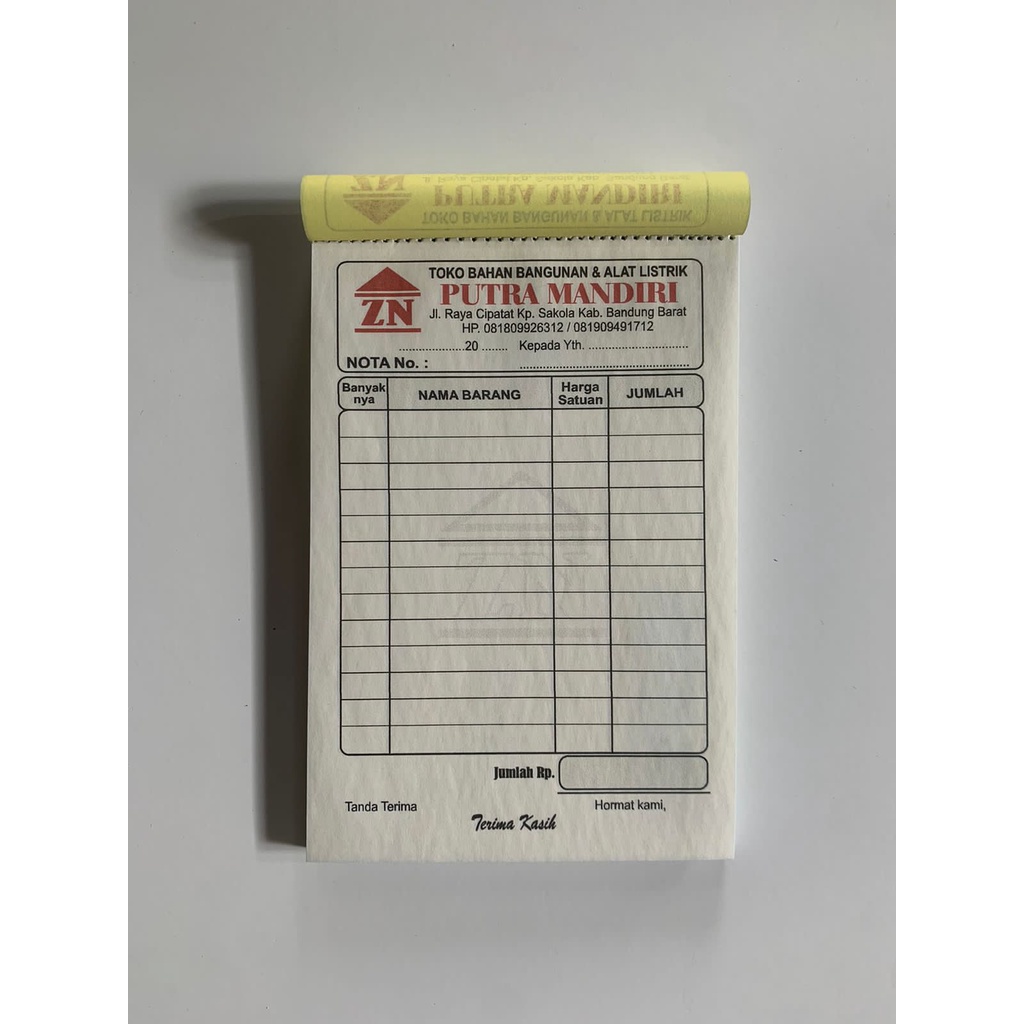 TOKO BAHAN BANGUNAN & ALAT LISTRIK
PUTRA MANDIRI
ZN
Jl. Raya Cipatat Kp. Sakola Kab. Bandung Barat
HP. 081809926312 / 081909491712
....................20 ........ Kepada Yth. ..............................
NOTA No. : ..................................................
Banyak nya NAMA BARANG Harga Satuan JUMLAH
Jumlah Rp.
Tanda Terima Hormat kami,
Terima Kasih